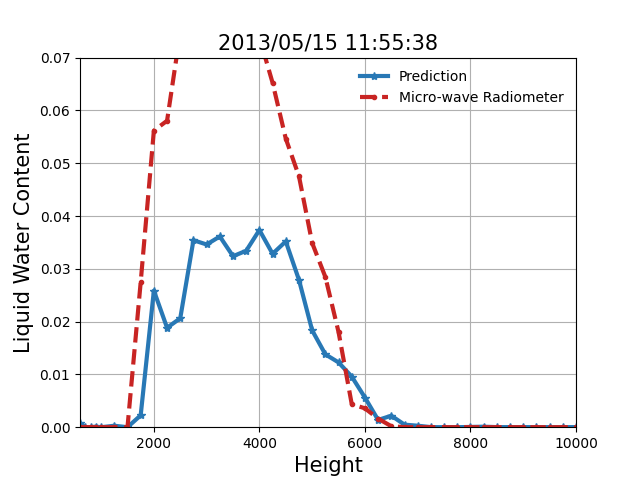 2013/05/15 11:55:38
Prediction
Micro-wave Radiometer
Liquid Water Content
0.07
0.06
0.05
0.04
0.03
0.02
0.01
0.00
2000 4000 6000 8000 10000
Height